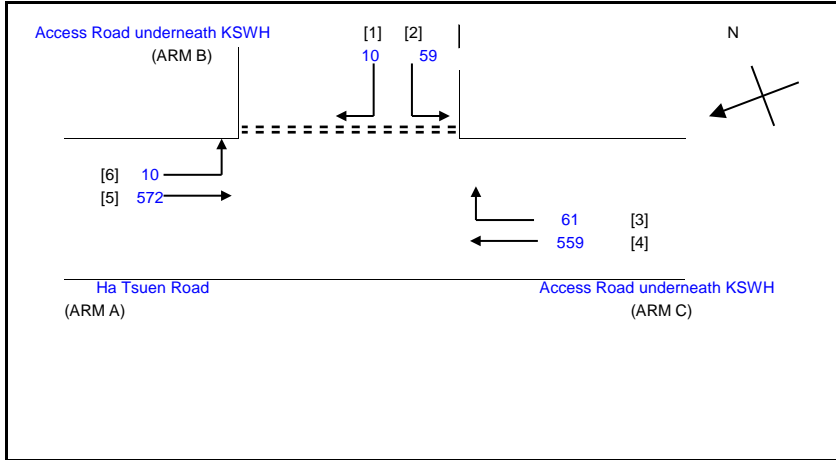 Access Road underneath KSWH [1] [2] N
(ARM B) 10 59
[6] 10
[5] 572
61 [3]
559 [4]
Ha Tsuen Road Access Road underneath KSWH
(ARM A) (ARM C)